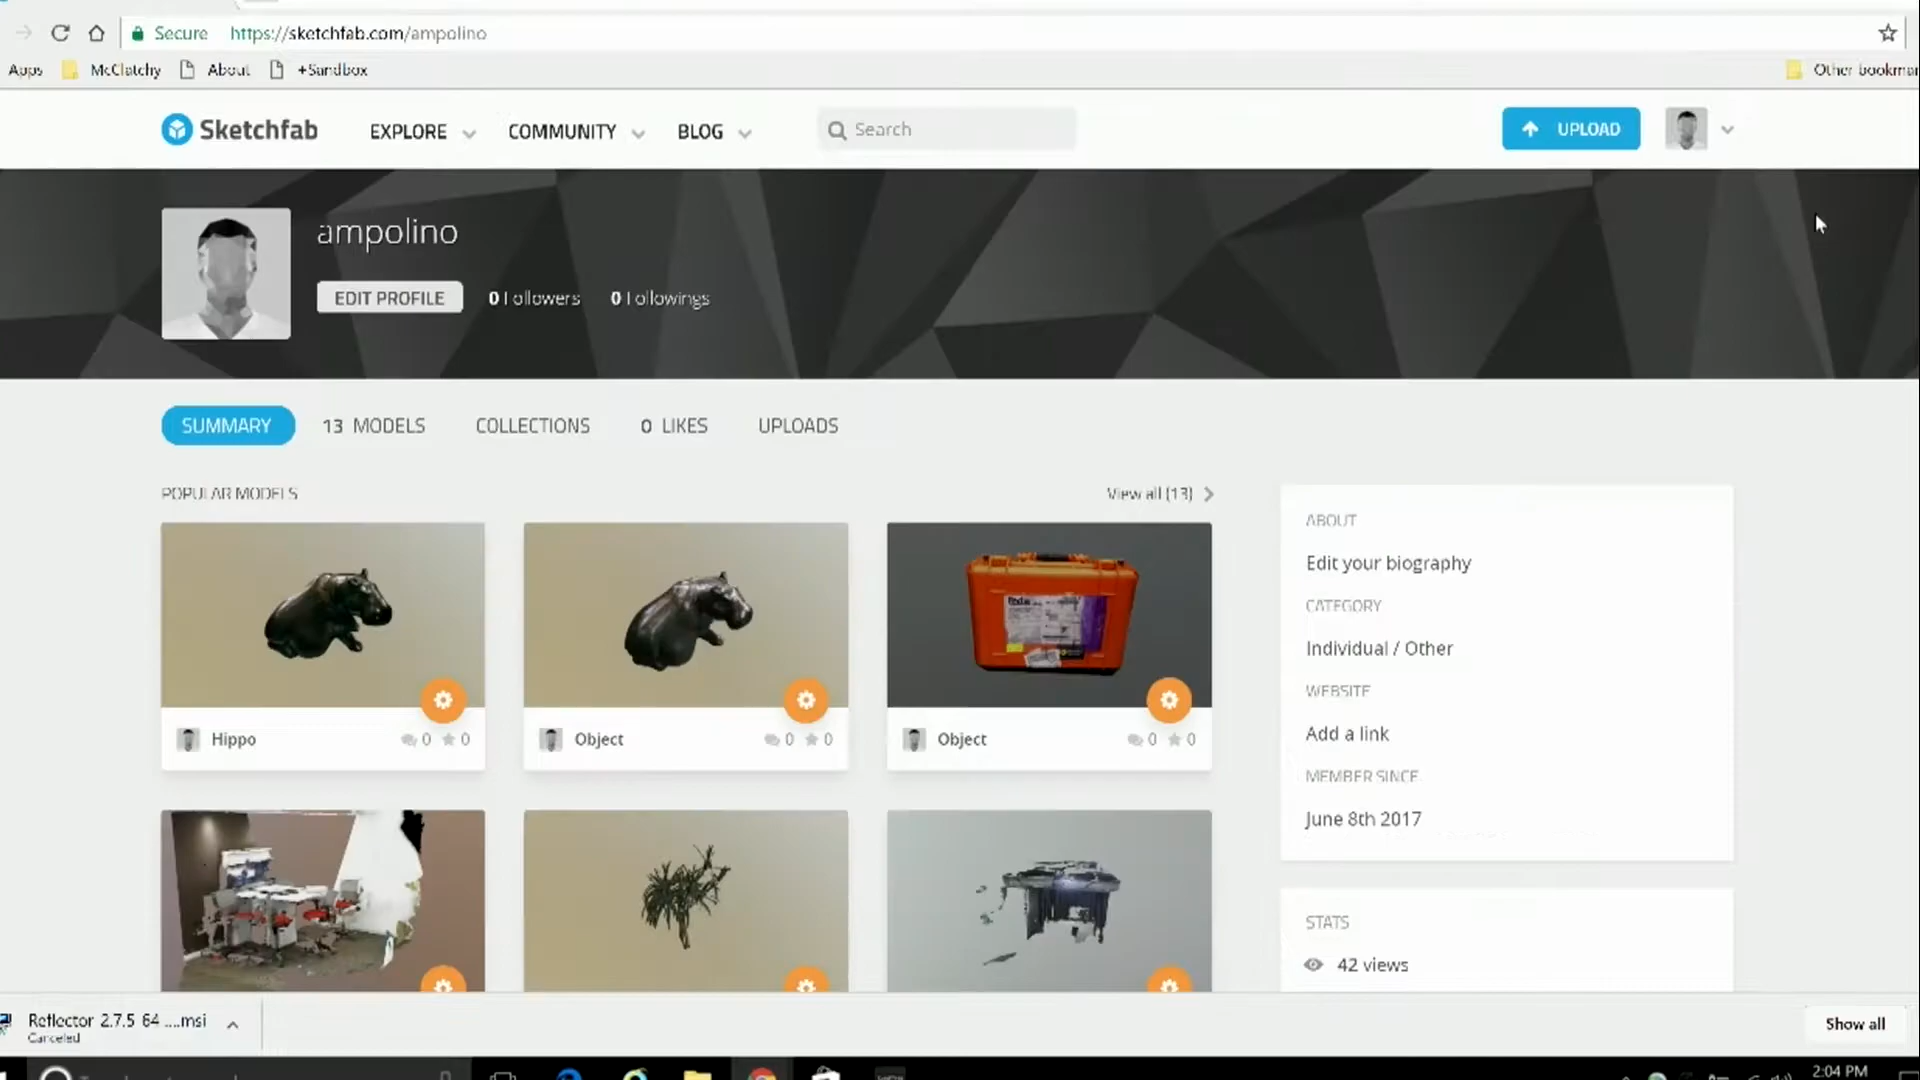 Secure https://sketchfab.com/ampolino
Apps McClatchy About +Sandbox Other bookmar
Sketchfab EXPLORE COMMUNITY BLOG Search UPLOAD
ampolino
EDIT PROFILE 0 Followers 0 Followings
SUMMARY 13 MODELS COLLECTIONS 0 LIKES UPLOADS
POPULAR MODELS View all (13)
Hippo 0 0
Object 0 0
Object 0 0
ABOUT
Edit your biography
CATEGORY
Individual / Other
WEBSITE
Add a link
MEMBER SINCE
June 8th 2017
STATS
42 views
Reflector 2.7.5 64 ....msi
Canceled
Show all
2:04 PM